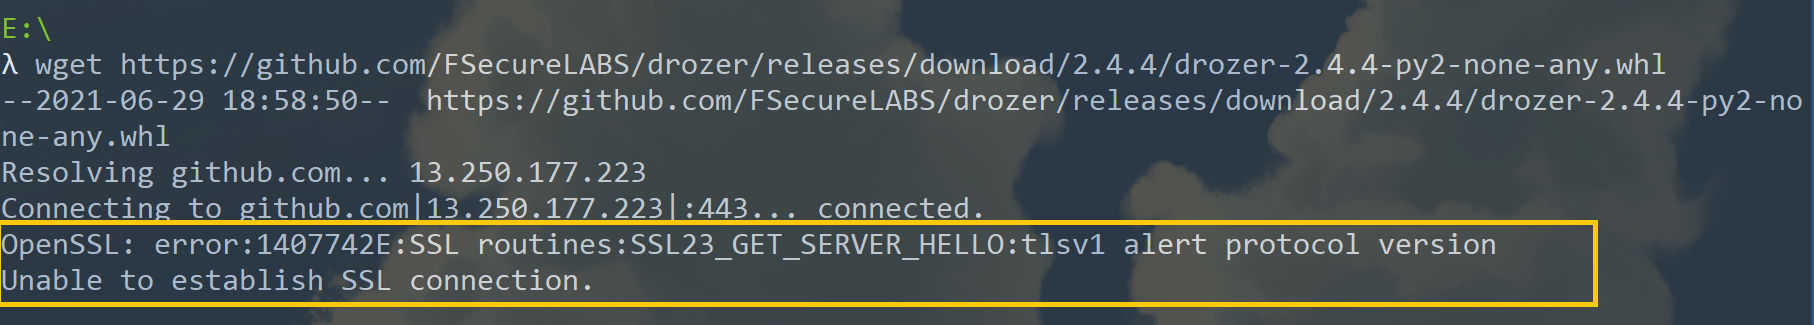 E:\
λ wget https://github.com/FSecureLABS/drozer/releases/download/2.4.4/drozer-2.4.4-py2-none-any.whl
--2021-06-29 18:58:50--  https://github.com/FSecureLABS/drozer/releases/download/2.4.4/drozer-2.4.4-py2-no
ne-any.whl
Resolving github.com... 13.250.177.223
Connecting to github.com|13.250.177.223|:443... connected.
OpenSSL: error:1407742E:SSL routines:SSL23_GET_SERVER_HELLO:tlsv1 alert protocol version
Unable to establish SSL connection.